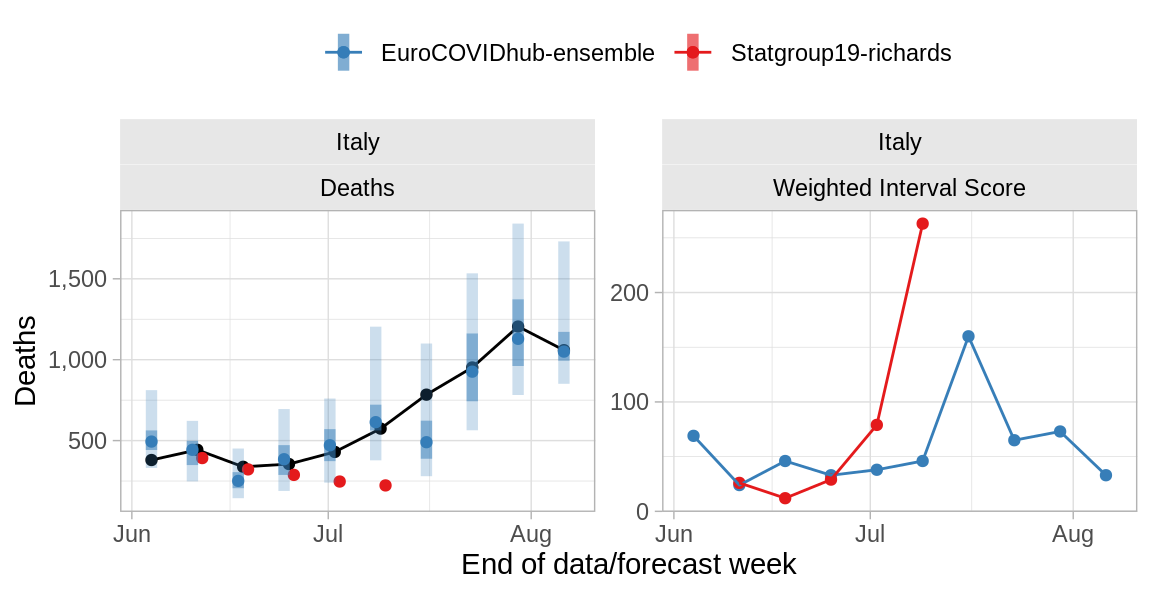 EuroCOVIDhub-ensemble Statgroup19-richards
Italy
Deaths
Italy
Weighted Interval Score
Deaths
1,500
1,000
500
Jun Jul Aug
200
100
0
Jun Jul Aug
End of data/forecast week